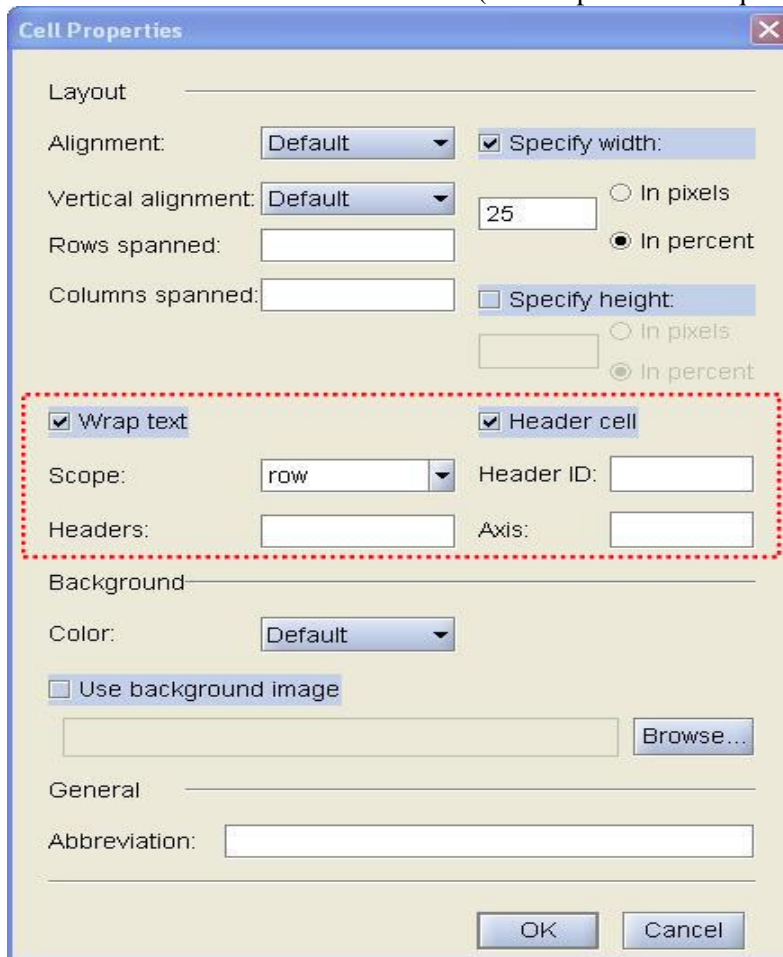 Cell Properties
Layout
Alignment: Default Specify width:
Vertical alignment: Default 25 In pixels
Rows spanned: In percent
Columns spanned: Specify height:
In pixels
In percent
Wrap text Header cell
Scope: row Header ID:
Headers: Axis:
Background
Color: Default
Use background image
Browse...
General
Abbreviation:
OK Cancel